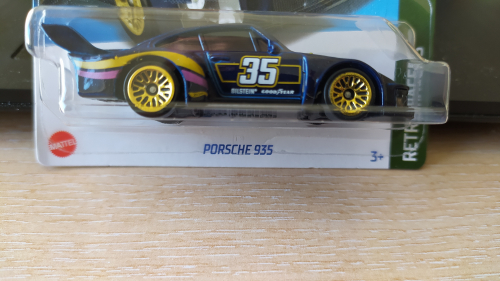 35
BILSTEIN GOODYEAR
MATTEL
PORSCHE 935
3+